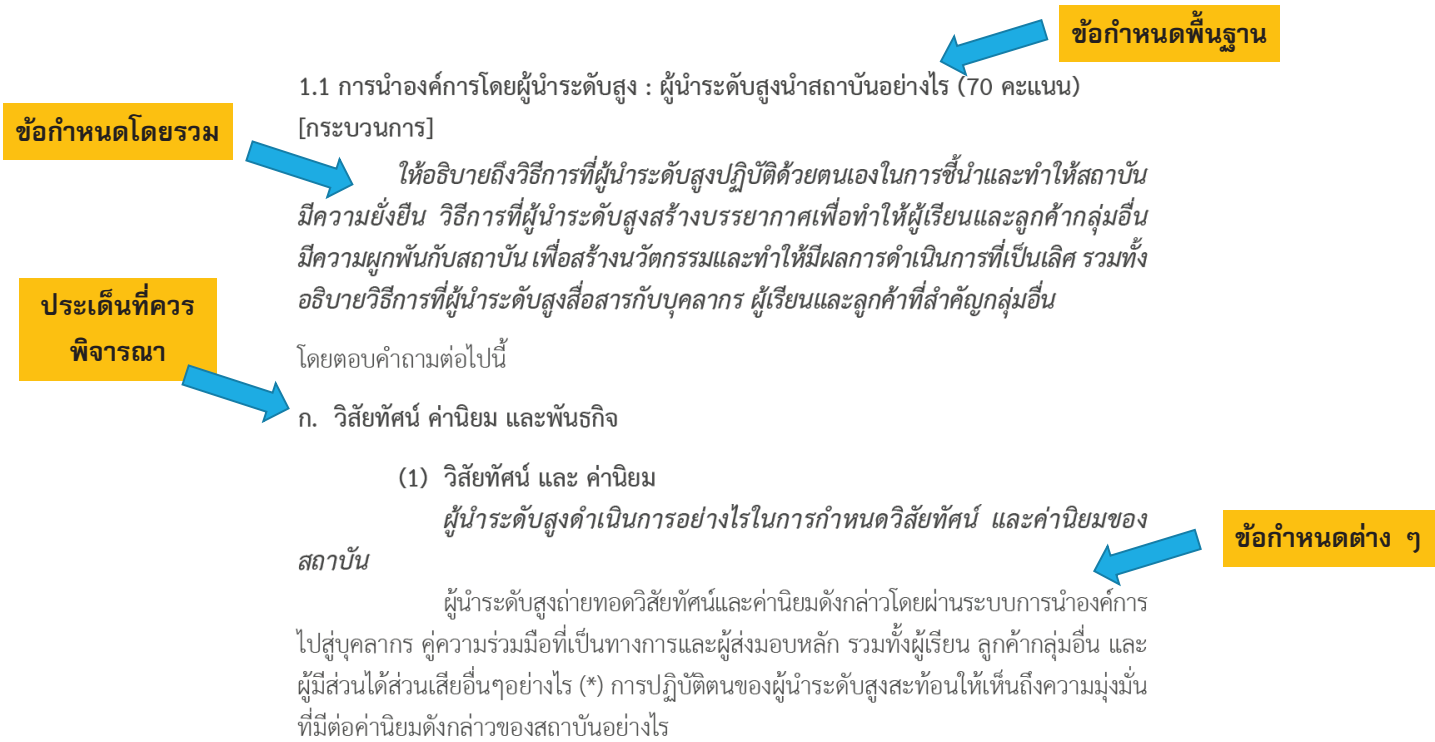 ข้อกำหนดพื้นฐาน
1.1 การนำองค์การโดยผู้นำระดับสูง : ผู้นำระดับสูงนำสถาบันอย่างไร (70 คะแนน)
[กระบวนการ]
ข้อกำหนดโดยรวม
ให้อธิบายถึงวิธีการที่ผู้นำระดับสูงปฏิบัติด้วยตนเองในการชี้นำและทำให้สถาบัน
มีความยั่งยืน วิธีการที่ผู้นำระดับสูงสร้างบรรยากาศเพื่อทำให้ผู้เรียนและลูกค้ากลุ่มอื่น
มีความผูกพันกับสถาบัน เพื่อสร้างนวัตกรรมและทำให้มีผลการดำเนินการที่เป็นเลิศ รวมทั้ง
อธิบายวิธีการที่ผู้นำระดับสูงสื่อสารกับบุคลากร ผู้เรียนและลูกค้าที่สำคัญกลุ่มอื่น
ประเด็นที่ควร
พิจารณา
โดยตอบคำถามต่อไปนี้
ก. วิสัยทัศน์ ค่านิยม และพันธกิจ
(1) วิสัยทัศน์ และ ค่านิยม
ผู้นำระดับสูงดำเนินการอย่างไรในการกำหนดวิสัยทัศน์ และค่านิยมของ
สถาบัน
ข้อกำหนดต่าง ๆ
ผู้นำระดับสูงถ่ายทอดวิสัยทัศน์และค่านิยมดังกล่าวโดยผ่านระบบการนำองค์การ
ไปสู่บุคลากร คู่ความร่วมมือที่เป็นทางการและผู้ส่งมอบหลัก รวมทั้งผู้เรียน ลูกค้ากลุ่มอื่น และ
ผู้มีส่วนได้ส่วนเสียอื่นๆอย่างไร (*) การปฏิบัติตนของผู้นำระดับสูงสะท้อนให้เห็นถึงความมุ่งมั่น
ที่มีต่อค่านิยมดังกล่าวของสถาบันอย่างไร